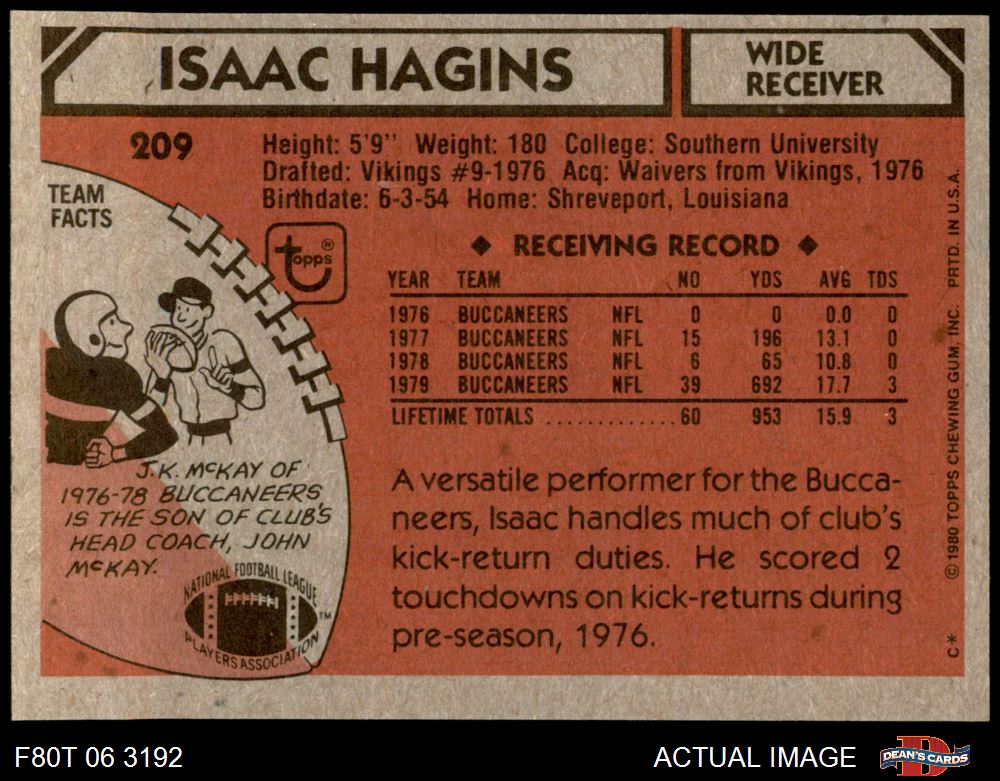 ISAAC HAGINS
WIDE
RECEIVER
209
Height: 5'9" Weight: 180 College: Southern University
Drafted: Vikings #9-1976 Acq: Waivers from Vikings, 1976
Birthdate: 6-3-54 Home: Shreveport, Louisiana
TEAM
FACTS
topps®
◆ RECEIVING RECORD ◆
YEAR TEAM NO YDS AVG TDS
1976 BUCCANEERS NFL 0 0 0.0 0
1977 BUCCANEERS NFL 15 196 13.1 0
1978 BUCCANEERS NFL 6 65 10.8 0
1979 BUCCANEERS NFL 39 692 17.7 3
LIFETIME TOTALS ............. 60 953 15.9 3
J.K. McKAY OF
1976-78 BUCCANEERS,
IS THE SON OF CLUB'S
HEAD COACH, JOHN
McKAY.
NATIONAL FOOTBALL LEAGUE
PLAYERS ASSOCIATION
TM
A versatile performer for the Bucca-
neers, Isaac handles much of club's
kick-return duties. He scored 2
touchdowns on kick-returns during
pre-season, 1976.
C* © 1980 TOPPS CHEWING GUM, INC. PRTD. IN U.S.A.
F80T 06 3192
ACTUAL IMAGE
D
DEAN'S CARDS